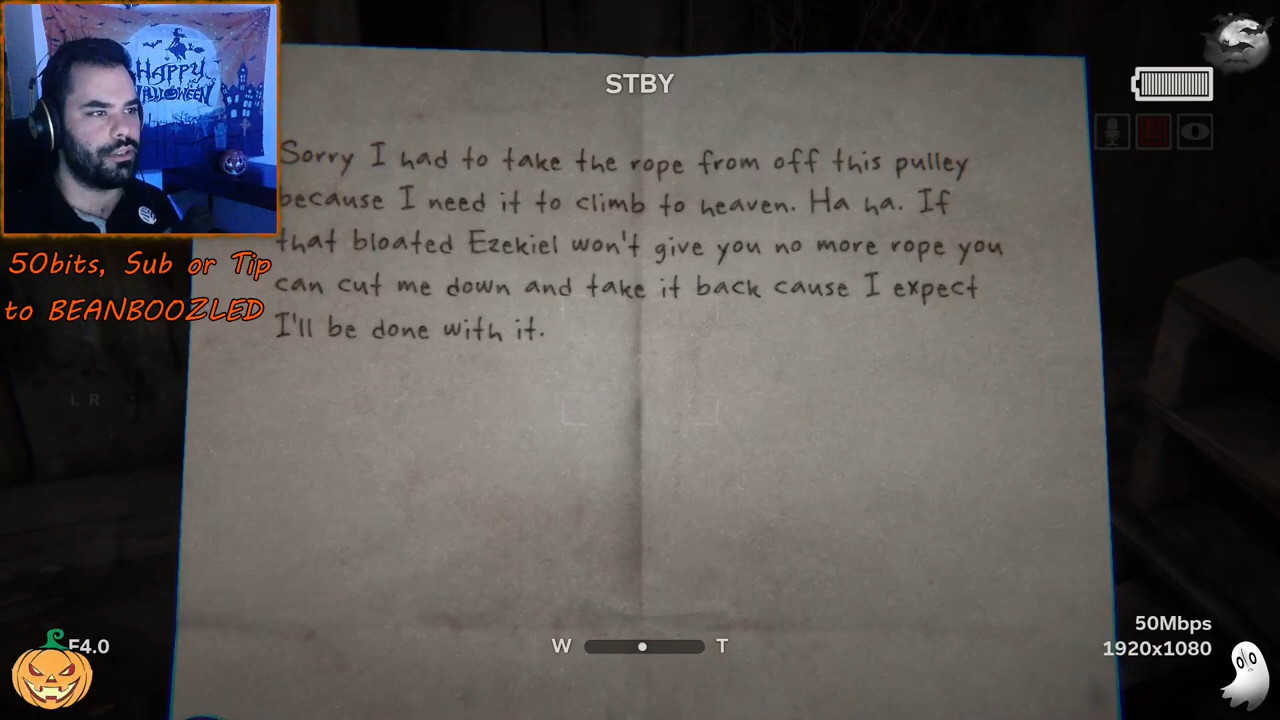 HAPPY
HALLOWEEN
STBY
Sorry I had to take the rope from off this pulley
because I need it to climb to heaven. Ha ha. If
that bloated Ezekiel won't give you no more rope you
can cut me down and take it back cause I expect
I'll be done with it.
50bits, Sub or Tip
to BEANBOOZLED
L R
F4.0
W T
50Mbps
1920x1080